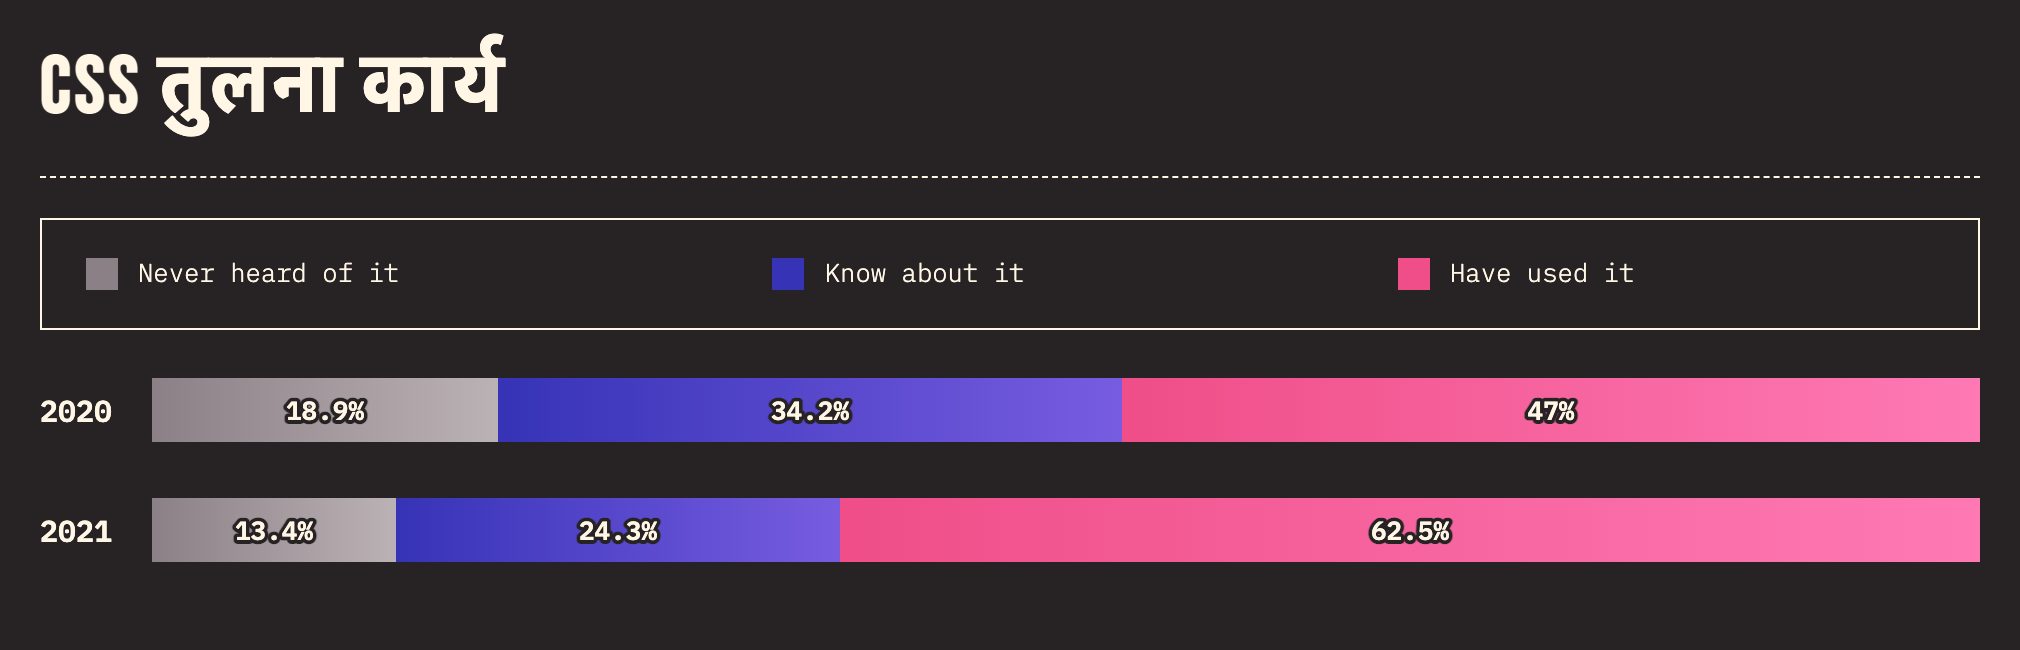 CSS तुलना कार्य
Never heard of it Know about it Have used it
2020 18.9% 34.2% 47%
2021 13.4% 24.3% 62.5%